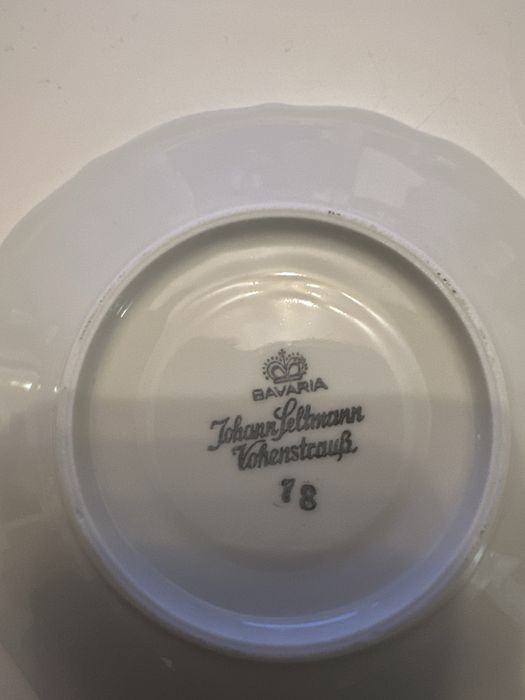 BAVARIA
Johann Seltmann
Vohenstrauß
78